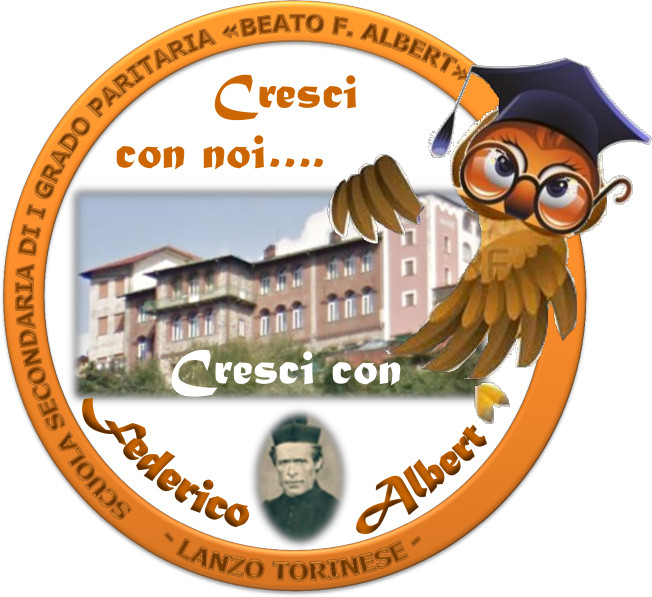 SCUOLA SECONDARIA DI I GRADO PARITARIA «BEATO F. ALBERT»
Cresci
con noi....
Cresci con
Federico Albert
- LANZO TORINESE -